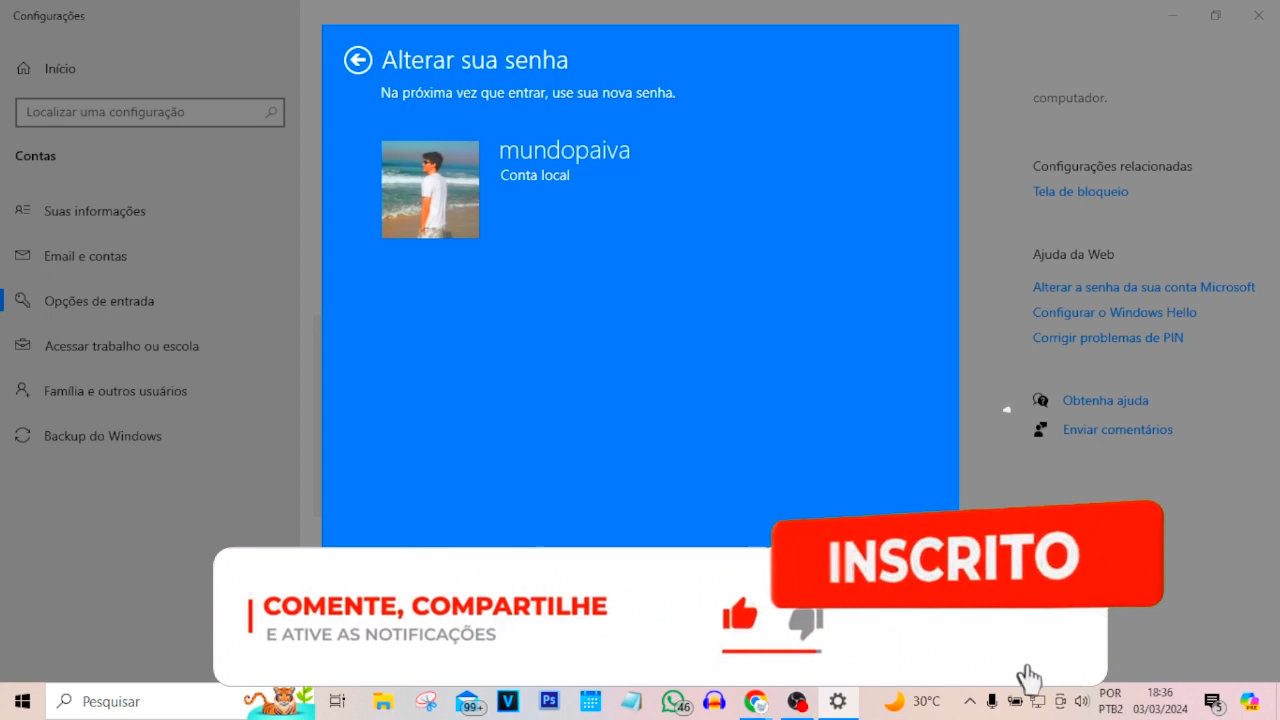 Configurações
Início
Localizar uma configuração
Contas
Suas informações
Email e contas
Opções de entrada
Acessar trabalho ou escola
Família e outros usuários
Backup do Windows
Alterar sua senha
Na próxima vez que entrar, use sua nova senha.
mundopaiva
Conta local
computador.
Configurações relacionadas
Tela de bloqueio
Ajuda da Web
Alterar a senha da sua conta Microsoft
Configurar o Windows Hello
Corrigir problemas de PIN
Obtenha ajuda
Enviar comentários
INSCRITO
COMENTE, COMPARTILHE
E ATIVE AS NOTIFICAÇÕES
Pesquisar
99+
V
Ps
46
30°C
POR
PTB2
18:36
03/03/2024
5
PRE